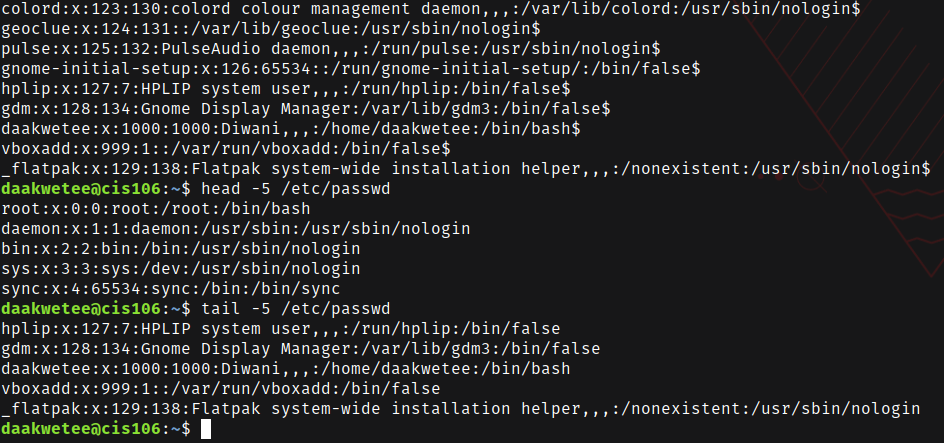 colord:x:123:130:colord colour management daemon,,,:/var/lib/colord:/usr/sbin/nologin$
geoclue:x:124:131::/var/lib/geoclue:/usr/sbin/nologin$
pulse:x:125:132:PulseAudio daemon,,,:/run/pulse:/usr/sbin/nologin$
gnome-initial-setup:x:126:65534::/run/gnome-initial-setup/:/bin/false$
hplip:x:127:7:HPLIP system user,,,:/run/hplip:/bin/false$
gdm:x:128:134:Gnome Display Manager:/var/lib/gdm3:/bin/false$
daakwetee:x:1000:1000:Diwani,,,:/home/daakwetee:/bin/bash$
vboxadd:x:999:1::/var/run/vboxadd:/bin/false$
_flatpak:x:129:138:Flatpak system-wide installation helper,,,:/nonexistent:/usr/sbin/nologin$
daakwetee@cis106:~$ head -5 /etc/passwd
root:x:0:0:root:/root:/bin/bash
daemon:x:1:1:daemon:/usr/sbin:/usr/sbin/nologin
bin:x:2:2:bin:/bin:/usr/sbin/nologin
sys:x:3:3:sys:/dev:/usr/sbin/nologin
sync:x:4:65534:sync:/bin:/bin/sync
daakwetee@cis106:~$ tail -5 /etc/passwd
hplip:x:127:7:HPLIP system user,,,:/run/hplip:/bin/false
gdm:x:128:134:Gnome Display Manager:/var/lib/gdm3:/bin/false
daakwetee:x:1000:1000:Diwani,,,:/home/daakwetee:/bin/bash
vboxadd:x:999:1::/var/run/vboxadd:/bin/false
_flatpak:x:129:138:Flatpak system-wide installation helper,,,:/nonexistent:/usr/sbin/nologin
daakwetee@cis106:~$